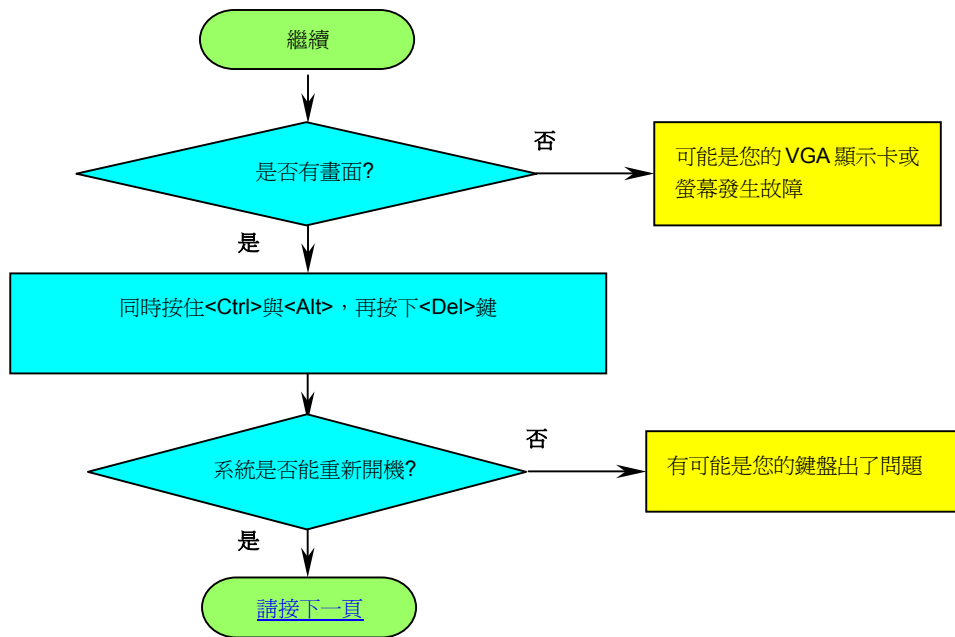 繼續
是否有畫面?
否
可能是您的 VGA 顯示卡或
螢幕發生故障
是
同時按住<Ctrl>與<Alt>，再按下<Del>鍵
系統是否能重新開機?
否
有可能是您的鍵盤出了問題
是
請接下一頁